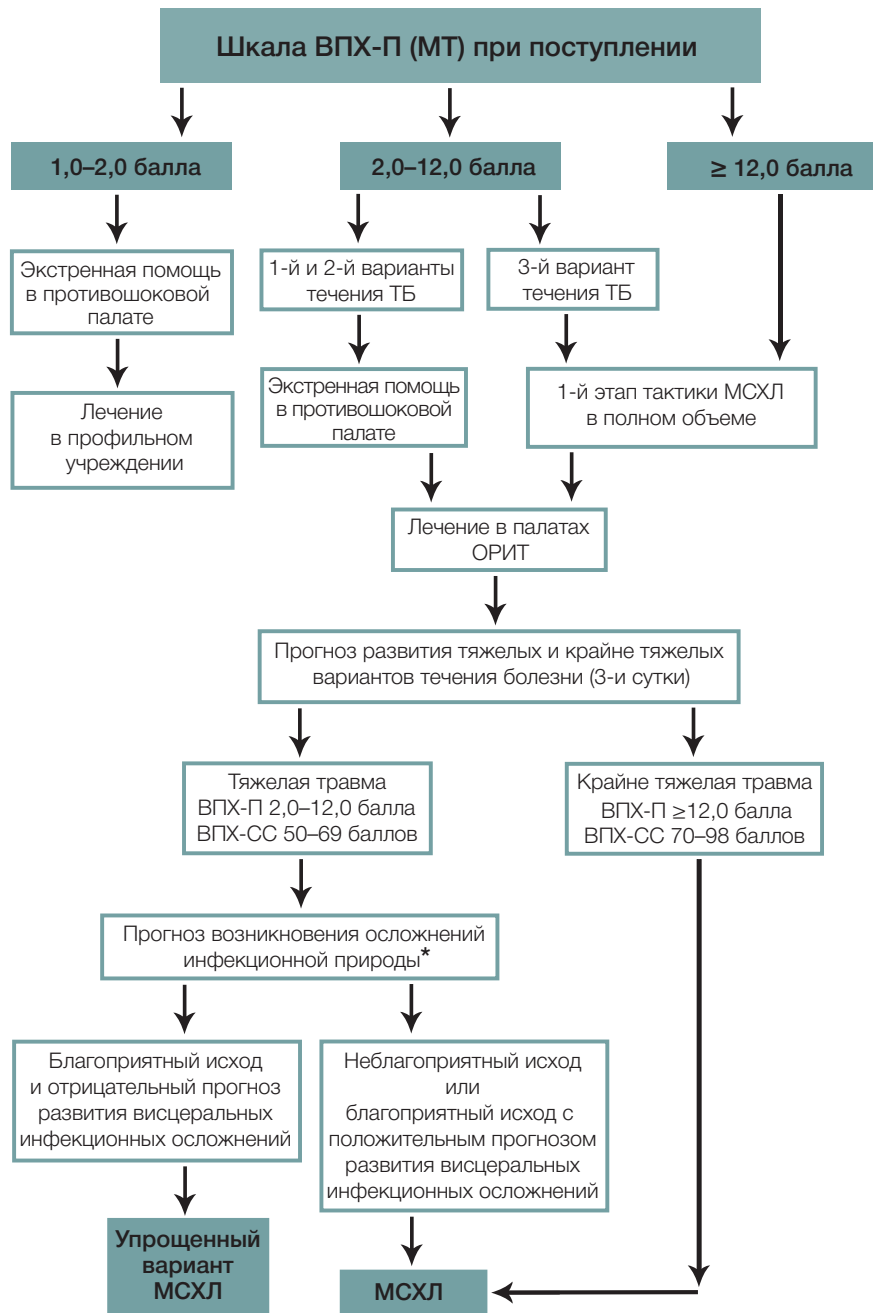 Шкала ВПХ-П (МТ) при поступлении
1,0–2,0 балла
2,0–12,0 балла
≥ 12,0 балла
Экстренная помощь
в противошоковой
палате
1-й и 2-й варианты
течения ТБ
3-й вариант
течения ТБ
Лечение
в профильном
учреждении
Экстренная помощь
в противошоковой
палате
1-й этап тактики МСХЛ
в полном объеме
Лечение в палатах
ОРИТ
Прогноз развития тяжелых и крайне тяжелых
вариантов течения болезни (3-и сутки)
Тяжелая травма
ВПХ-П 2,0–12,0 балла
ВПХ-СС 50–69 баллов
Крайне тяжелая травма
ВПХ-П ≥12,0 балла
ВПХ-СС 70–98 баллов
Прогноз возникновения осложнений
инфекционной природы*
Благоприятный исход
и отрицательный прогноз
развития висцеральных
инфекционных осложнений
Неблагоприятный исход
или
благоприятный исход с
положительным прогнозом
развития висцеральных
инфекционных осложнений
Упрощенный
вариант
МСХЛ
МСХЛ